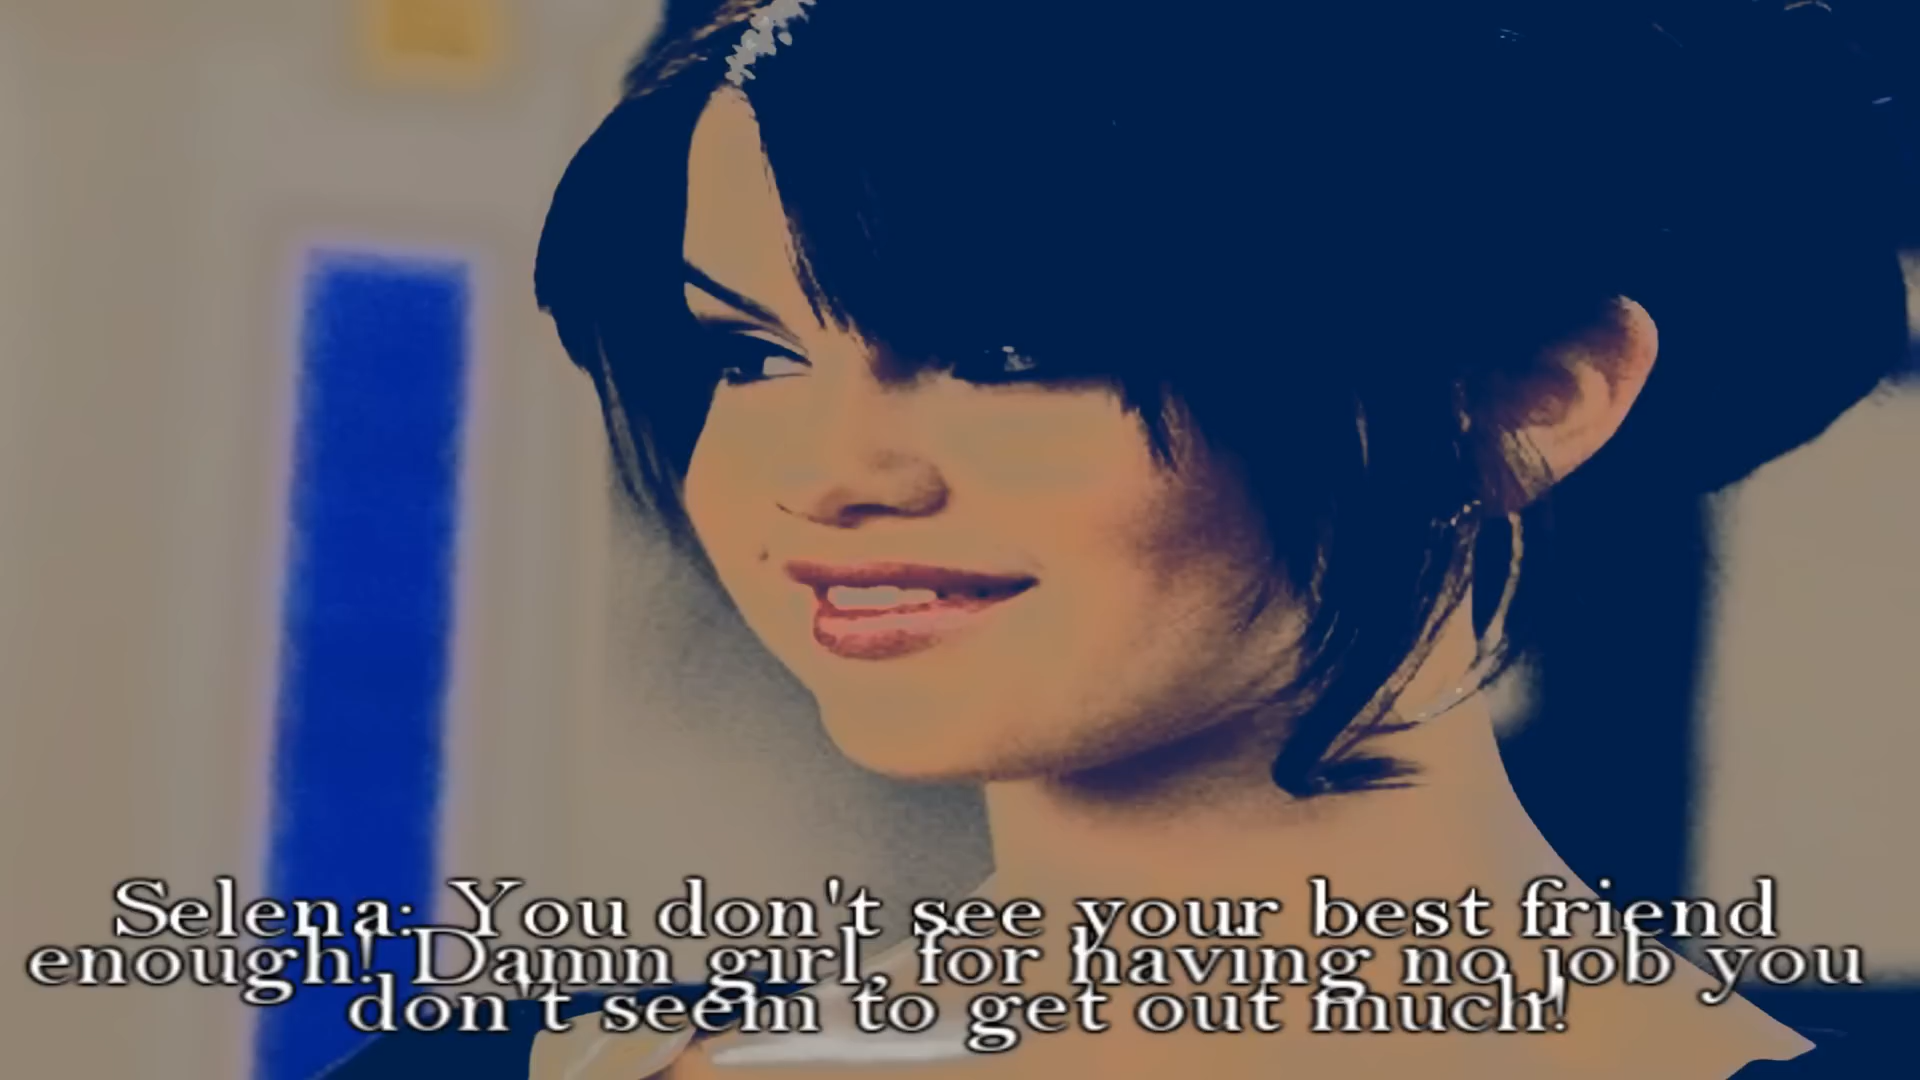 Selena: You don't see your best friend
enough! Damn girl, for having no job you
don't seem to get out much!